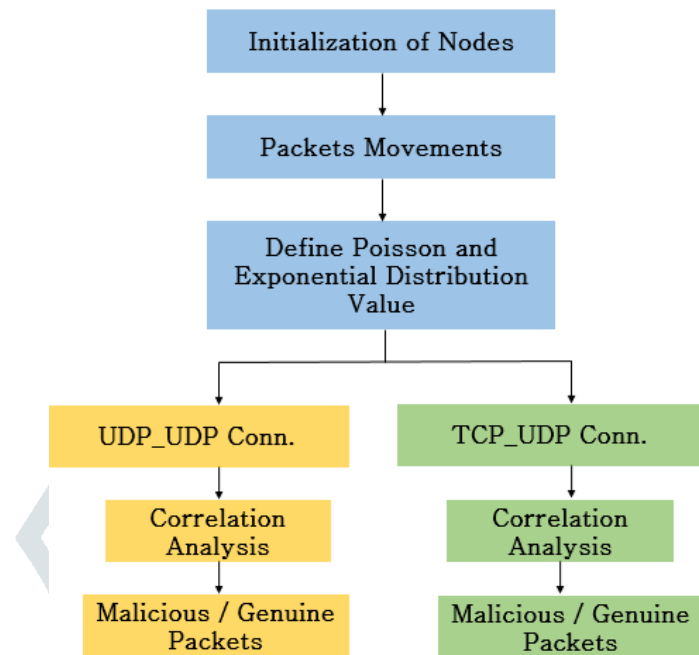 Initialization of Nodes
Packets Movements
Define Poisson and
Exponential Distribution
Value
UDP_UDP Conn.
TCP_UDP Conn.
Correlation
Analysis
Correlation
Analysis
Malicious / Genuine
Packets
Malicious / Genuine
Packets